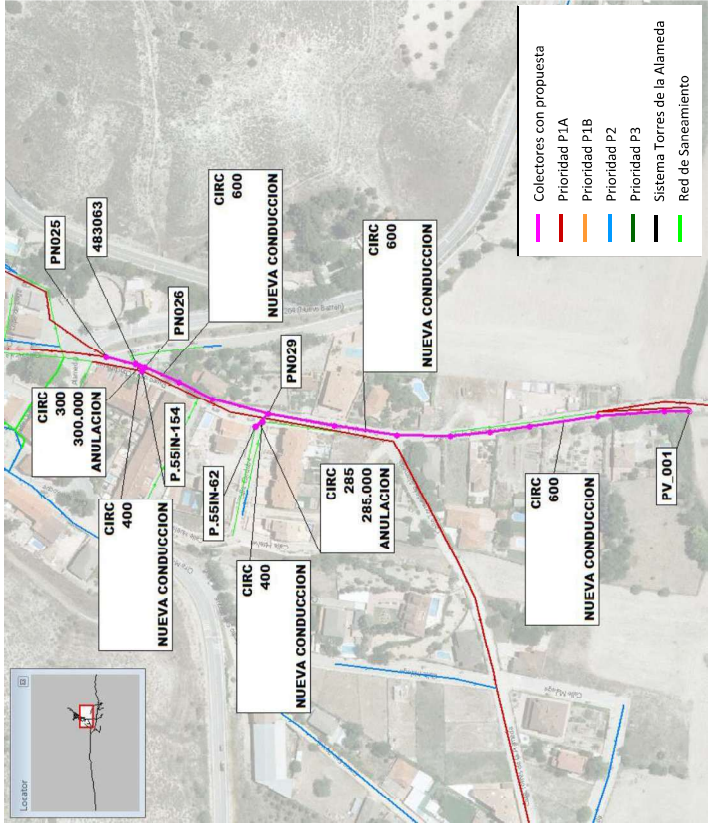 PN025
483063
PN026
CIRC
600
NUEVA CONDUCCION
CIRC
300
300.000
ANULACION
P.55IN-154
CIRC
400
NUEVA CONDUCCION
PN029
P.55IN-62
CIRC
600
NUEVA CONDUCCION
CIRC
285
285.000
ANULACION
CIRC
400
NUEVA CONDUCCION
CIRC
600
NUEVA CONDUCCION
PV_001
Colectores con propuesta
Prioridad P1A
Prioridad P1B
Prioridad P2
Prioridad P3
Sistema Torres de la Alameda
Red de Saneamiento
Locator
Calle Málaga